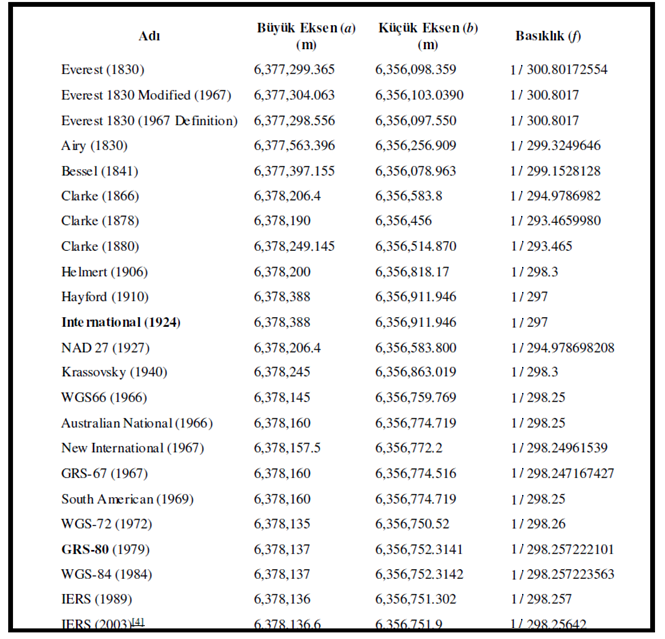 Adı Büyük Eksen (a) (m) Küçük Eksen (b) (m) Basıklık (f)
Everest (1830) 6,377,299.365 6,356,098.359 1 / 300.80172554
Everest 1830 Modified (1967) 6,377,304.063 6,356,103.0390 1 / 300.8017
Everest 1830 (1967 Definition) 6,377,298.556 6,356,097.550 1 / 300.8017
Airy (1830) 6,377,563.396 6,356,256.909 1 / 299.3249646
Bessel (1841) 6,377,397.155 6,356,078.963 1 / 299.1528128
Clarke (1866) 6,378,206.4 6,356,583.8 1 / 294.9786982
Clarke (1878) 6,378,190 6,356,456 1 / 293.4659980
Clarke (1880) 6,378,249.145 6,356,514.870 1 / 293.465
Helmert (1906) 6,378,200 6,356,818.17 1 / 298.3
Hayford (1910) 6,378,388 6,356,911.946 1 / 297
International (1924) 6,378,388 6,356,911.946 1 / 297
NAD 27 (1927) 6,378,206.4 6,356,583.800 1 / 294.978698208
Krassovsky (1940) 6,378,245 6,356,863.019 1 / 298.3
WGS66 (1966) 6,378,145 6,356,759.769 1 / 298.25
Australian National (1966) 6,378,160 6,356,774.719 1 / 298.25
New International (1967) 6,378,157.5 6,356,772.2 1 / 298.24961539
GRS-67 (1967) 6,378,160 6,356,774.516 1 / 298.247167427
South American (1969) 6,378,160 6,356,774.719 1 / 298.25
WGS-72 (1972) 6,378,135 6,356,750.52 1 / 298.26
GRS-80 (1979) 6,378,137 6,356,752.3141 1 / 298.257222101
WGS-84 (1984) 6,378,137 6,356,752.3142 1 / 298.257223563
IERS (1989) 6,378,136 6,356,751.302 1 / 298.257
IERS (2003)[4] 6,378,136.6 6,356,751.9 1 / 298.25642